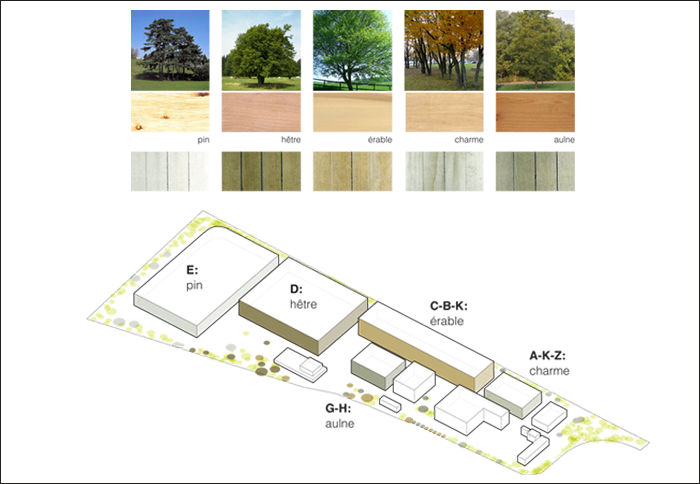 pin
hêtre
érable
charme
aulne
E:
pin
D:
hêtre
C-B-K:
érable
A-K-Z:
charme
G-H:
aulne